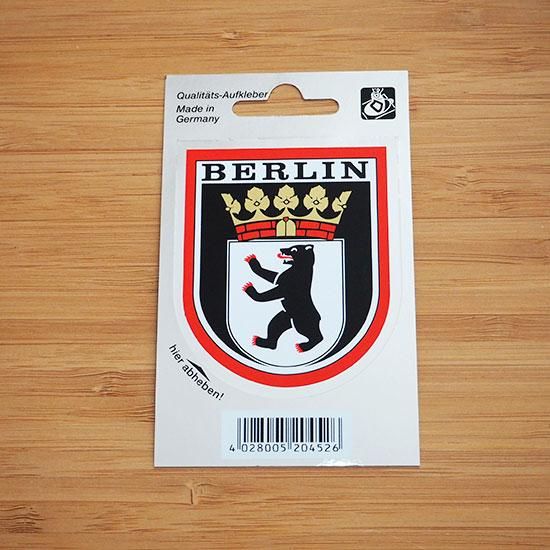 Qualitäts-Aufkleber
Made in
Germany
BERLIN
hier abheben!
4 028005 204526